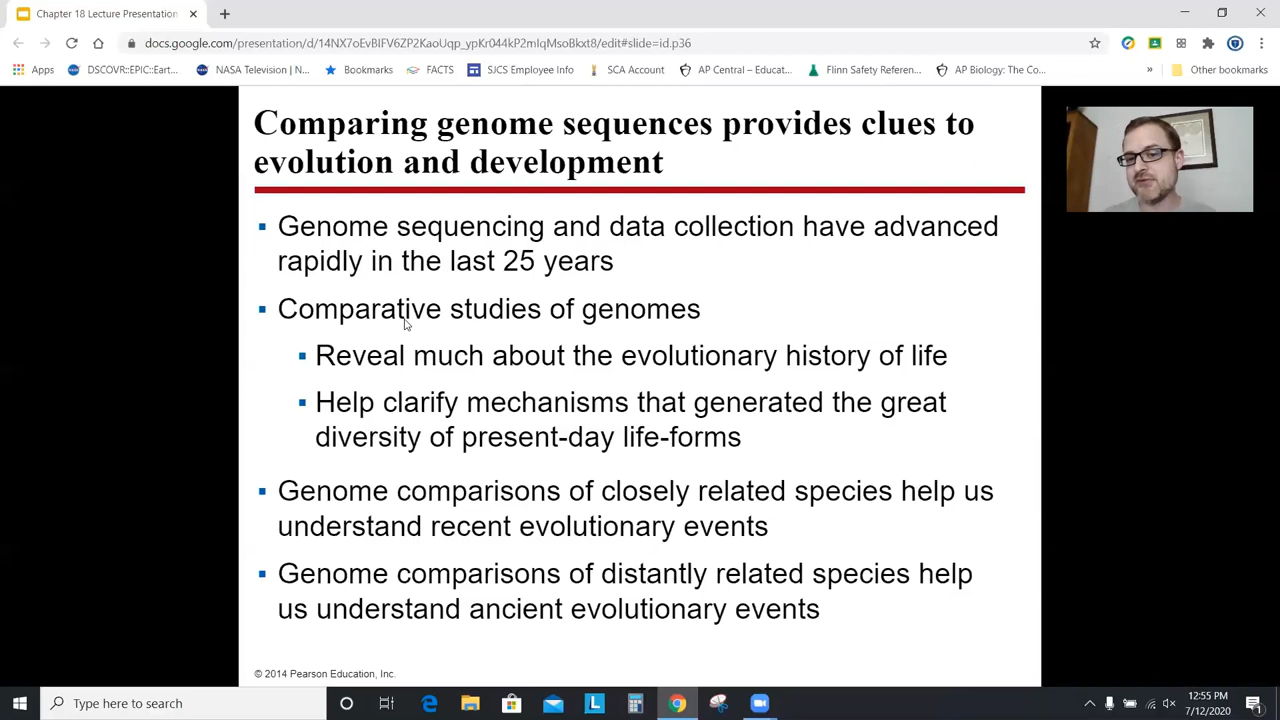 Chapter 18 Lecture Presentation
docs.google.com/presentation/d/14NX7oEvBIFV6ZP2KaoUqp_ypKr044kP2mIqMsoBkxt8/edit#slide=id.p36
Apps DSCOVR::EPIC::Eart... NASA Television | N... Bookmarks FACTS SJCS Employee Info SCA Account AP Central – Educat... Flinn Safety Referen... AP Biology: The Co... » Other bookmarks
Comparing genome sequences provides clues to
evolution and development
▪ Genome sequencing and data collection have advanced
rapidly in the last 25 years
▪ Comparative studies of genomes
▪ Reveal much about the evolutionary history of life
▪ Help clarify mechanisms that generated the great
diversity of present-day life-forms
▪ Genome comparisons of closely related species help us
understand recent evolutionary events
▪ Genome comparisons of distantly related species help
us understand ancient evolutionary events
© 2014 Pearson Education, Inc.
Type here to search
12:55 PM
7/12/2020